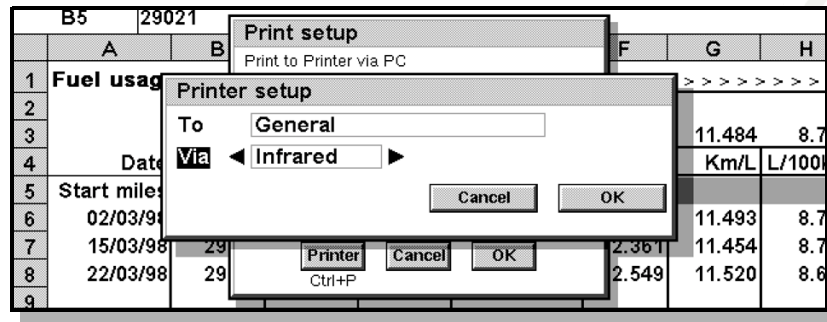 B5 29021
Print setup
A B F G H
Print to Printer via PC
1 Fuel usag > > > > > > > >
Printer setup
2
To General
3 11.484 8.7
Via Infrared
4 Date Km/L L/100k
5 Start miles
Cancel OK
6 02/03/98 11.493 8.7
7 15/03/98 29 2.361 11.454 8.7
Printer Cancel OK
8 22/03/98 29 2.549 11.520 8.6
Ctrl+P
9